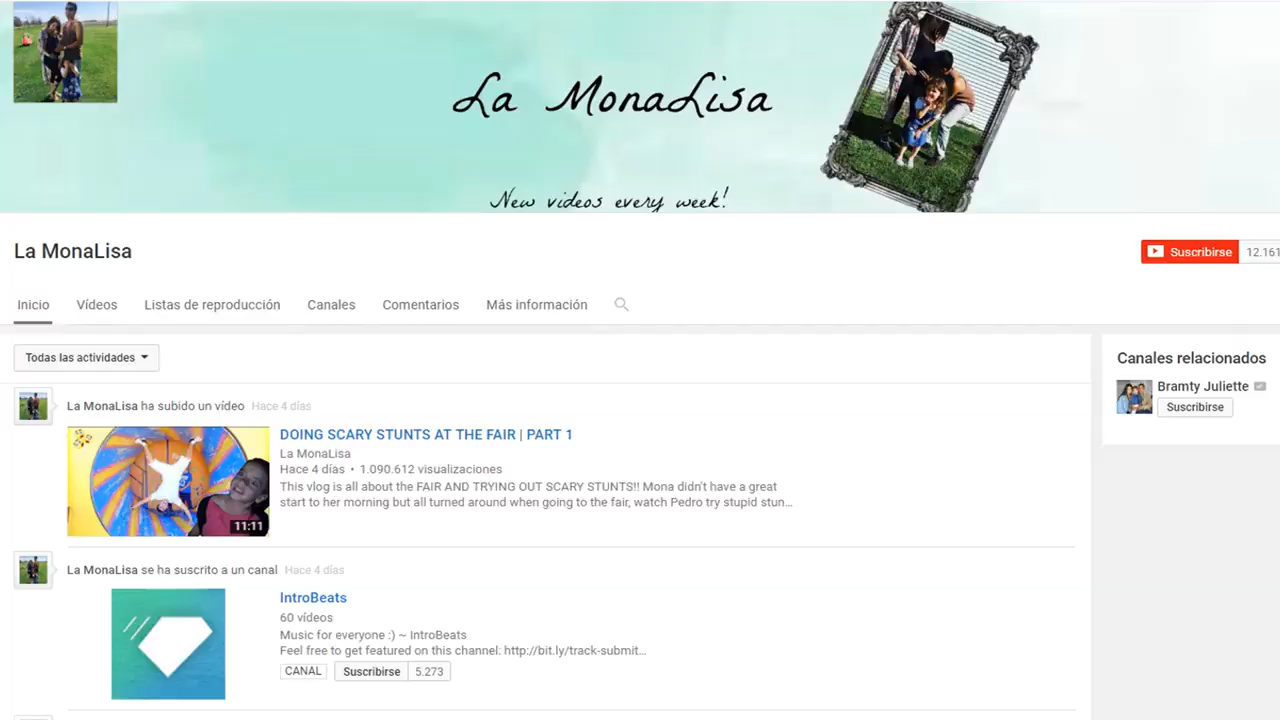 La MonaLisa
New videos every week!
La MonaLisa
Suscribirse 12.161
Inicio Vídeos Listas de reproducción Canales Comentarios Más información
Todas las actividades
Canales relacionados
Bramty Juliette
Suscribirse
La MonaLisa ha subido un vídeo Hace 4 días
DOING SCARY STUNTS AT THE FAIR | PART 1
La MonaLisa
Hace 4 días • 1.090.612 visualizaciones
This vlog is all about the FAIR AND TRYING OUT SCARY STUNTS!! Mona didn't have a great
start to her morning but all turned around when going to the fair, watch Pedro try stupid stun...
11:11
La MonaLisa se ha suscrito a un canal Hace 4 días
IntroBeats
60 vídeos
Music for everyone :) ~ IntroBeats
Feel free to get featured on this channel: http://bit.ly/track-submit...
CANAL Suscribirse 5.273